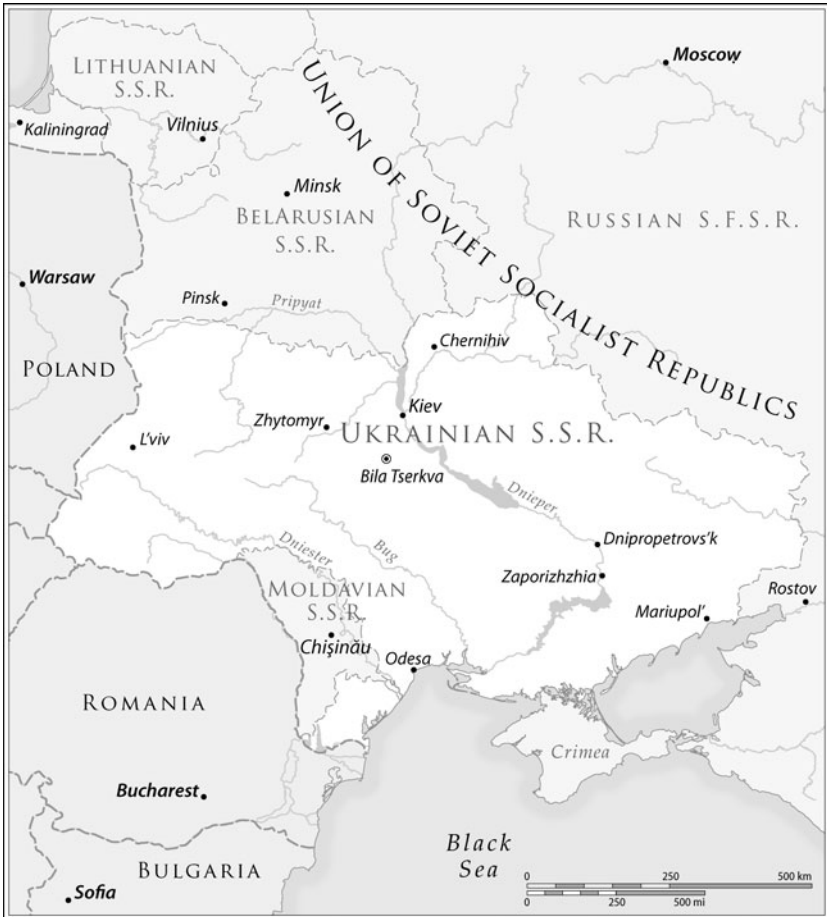 Moscow
LITHUANIAN
S.S.R.
Kaliningrad
Vilnius
UNION OF SOVIET SOCIALIST REPUBLICS
Minsk
BELARUSIAN
S.S.R.
RUSSIAN S.F.S.R.
Warsaw
Pinsk
Pripyat
Chernihiv
POLAND
Kiev
Zhytomyr
UKRAINIAN S.S.R.
L'viv
Bila Tserkva
Dnieper
Dniester
Bug
Dnipropetrovs'k
Zaporizhzhia
MOLDAVIAN
S.S.R.
Rostov
Mariupol'
Chişinău
Odesa
ROMANIA
Crimea
Bucharest
Black
Sea
BULGARIA
Sofia
0 250 500 km
0 250 500 mi